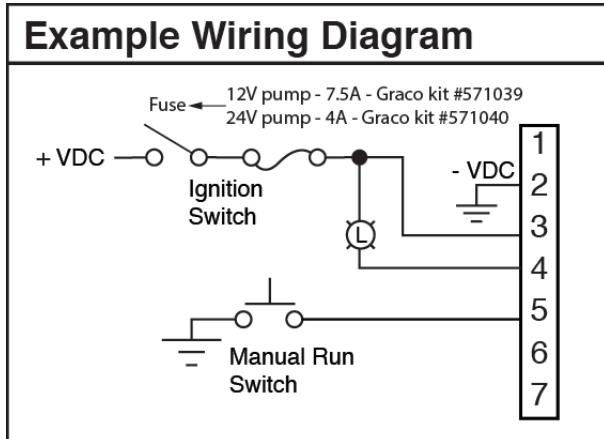 Example Wiring Diagram
12V pump - 7.5A - Graco kit #571039
Fuse
24V pump - 4A - Graco kit #571040
+ VDC
Ignition
Switch
L
- VDC
1
2
3
4
5
6
7
Manual Run
Switch